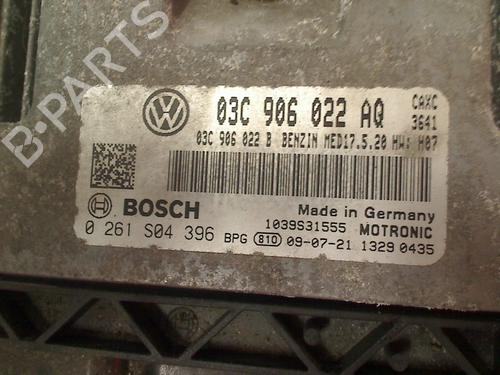 B-PARTS
03C 906 022 AQ CAXC
3641
03C 906 022 B BENZIN MED17.5.20 HW: H07
BOSCH
Made in Germany
1039S31555 MOTRONIC
0 261 S04 396 BPG 810 09-07-21 1329 0435